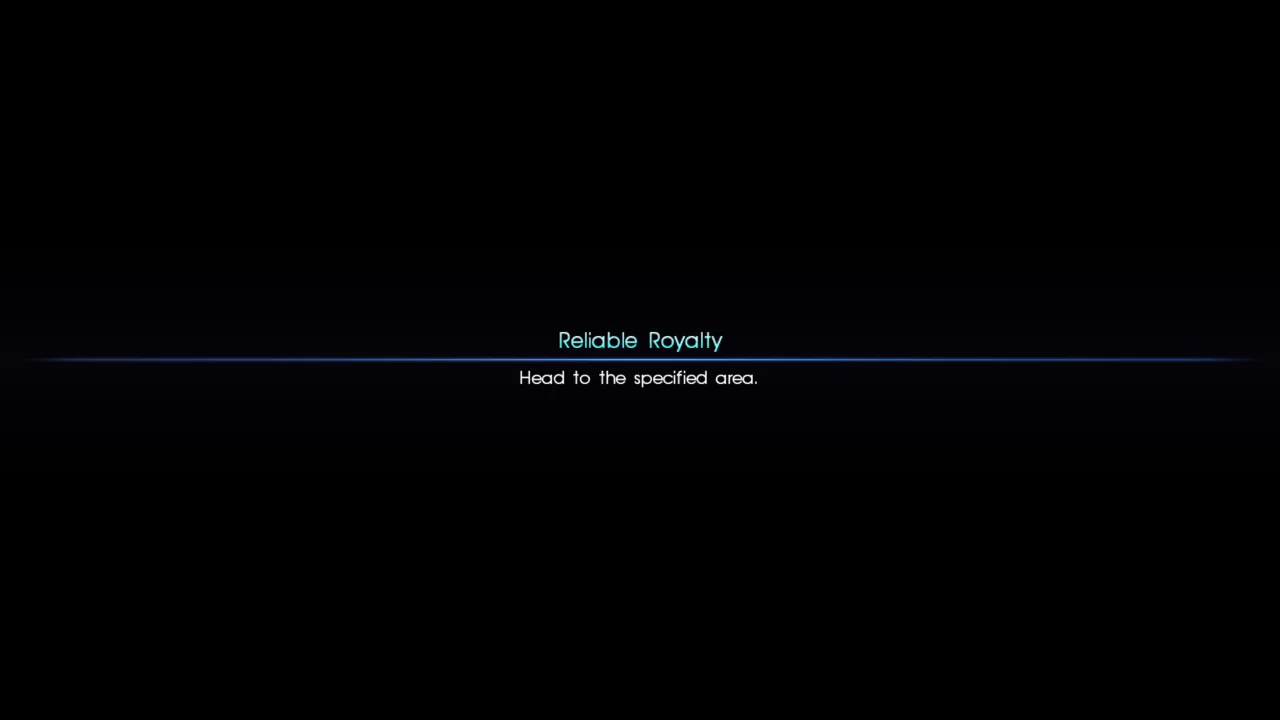 Reliable Royalty
Head to the specified area.